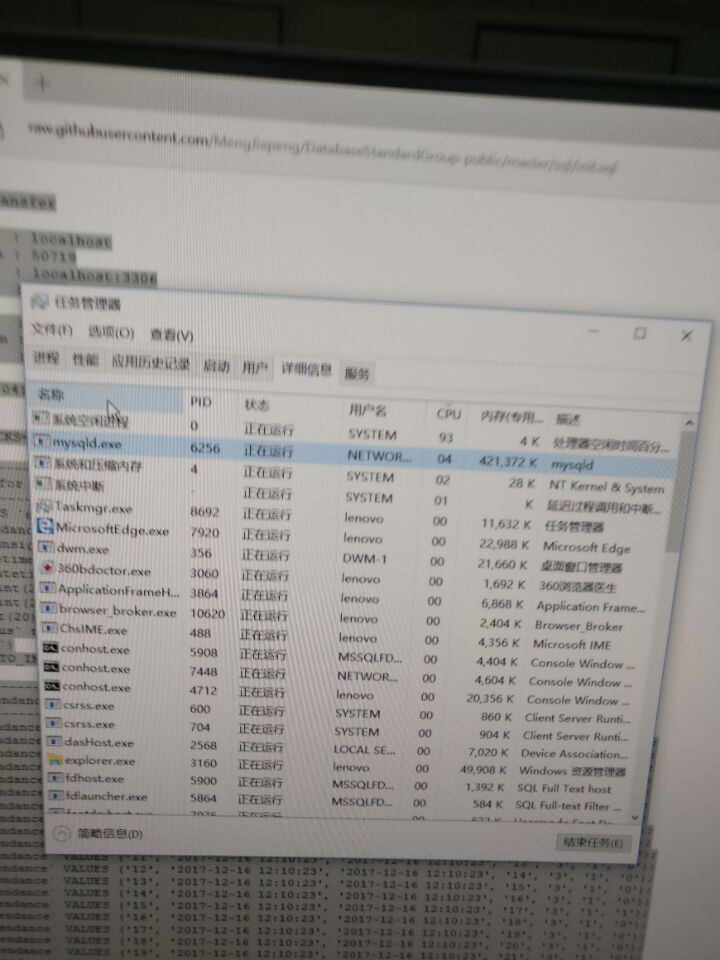 raw.githubusercontent.com/MengJiapeng/DatabaseStandardGroup-public/master/sql/init.sql
ansfer
: localhost
: 50719
: localhost:3306
任务管理器
文件(F) 选项(O) 查看(V)
进程 性能 应用历史记录 启动 用户 详细信息 服务
名称 PID 状态 用户名 CPU 内存(专用... 描述
系统空闲进程 0 正在运行 SYSTEM 93 4 K 处理器空闲时间百分...
mysqld.exe 6256 正在运行 NETWOR... 04 421,372 K mysqld
系统和压缩内存 4 正在运行 SYSTEM 02 28 K NT Kernel & System
系统中断 - 正在运行 SYSTEM 01 K 延迟过程调用和中断...
Taskmgr.exe 8692 正在运行 lenovo 00 11,632 K 任务管理器
MicrosoftEdge.exe 7920 正在运行 lenovo 00 22,988 K Microsoft Edge
dwm.exe 356 正在运行 DWM-1 00 21,660 K 桌面窗口管理器
360bdoctor.exe 3060 正在运行 lenovo 00 1,692 K 360浏览器医生
ApplicationFrameH... 3864 正在运行 lenovo 00 6,868 K Application Frame...
browser_broker.exe 10620 正在运行 lenovo 00 2,404 K Browser_Broker
ChsIME.exe 488 正在运行 lenovo 00 4,356 K Microsoft IME
conhost.exe 5908 正在运行 MSSQLFD... 00 4,404 K Console Window ...
conhost.exe 7448 正在运行 NETWOR... 00 4,604 K Console Window ...
conhost.exe 4712 正在运行 lenovo 00 20,356 K Console Window ...
csrss.exe 600 正在运行 SYSTEM 00 860 K Client Server Runti...
csrss.exe 704 正在运行 SYSTEM 00 904 K Client Server Runti...
dasHost.exe 2568 正在运行 LOCAL SE... 00 7,020 K Device Association...
explorer.exe 3160 正在运行 lenovo 00 49,908 K Windows 资源管理器
fdhost.exe 5900 正在运行 MSSQLFD... 00 1,392 K SQL Full Text host
fdlauncher.exe 5864 正在运行 MSSQLFD... 00 584 K SQL Full-text Filter ...
简略信息(D) 结束任务(E)
endance` VALUES ('12', '2017-12-16 12:10:23', '2017-12-16 12:10:23', '14', '3', '1', '0');
endance` VALUES ('13', '2017-12-16 12:10:23', '2017-12-16 12:10:23', '15', '3', '1', '0');
endance` VALUES ('14', '2017-12-16 12:10:23', '2017-12-16 12:10:23', '16', '3', '1', '0');
endance` VALUES ('15', '2017-12-16 12:10:23', '2017-12-16 12:10:23', '17', '3', '1', '1');
endance` VALUES ('16', '2017-12-16 12:10:23', '2017-12-16 12:10:23', '18', '3', '1', '0');
endance` VALUES ('17', '2017-12-16 12:10:23', '2017-12-16 12:10:23', '19', '3', '1', '0');
endance` VALUES ('18', '2017-12-16 12:10:23', '2017-12-16 12:10:23', '20', '3', '1', '0');
endance` VALUES ('19', '2017-12-16 12:10:23', '2017-12-16 12:10:23', '21', '3', '1', '0');